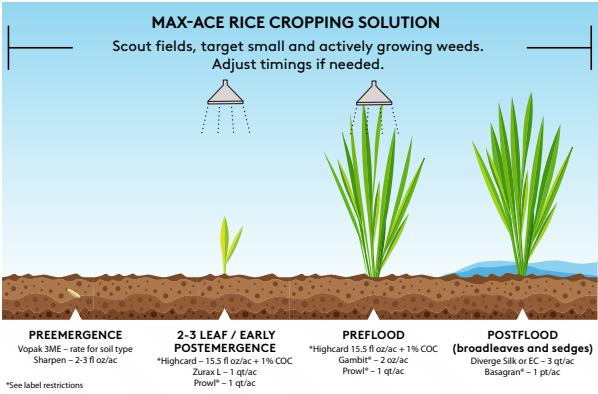 MAX-ACE RICE CROPPING SOLUTION
Scout fields, target small and actively growing weeds.
Adjust timings if needed.
PREEMERGENCE
Vopak 3ME – rate for soil type
Sharpen – 2-3 fl oz/ac
2-3 LEAF / EARLY
POSTEMERGENCE
*Highcard – 15.5 fl oz/ac + 1% COC
Zurax L – 1 qt/ac
Prowl® – 1 qt/ac
PREFLOOD
*Highcard 15.5 fl oz/ac + 1% COC
Gambit® – 2 oz/ac
Prowl® – 1 qt/ac
POSTFLOOD
(broadleaves and sedges)
Diverge Silk or EC – 3 qt/ac
Basagran® – 1 pt/ac
*See label restrictions